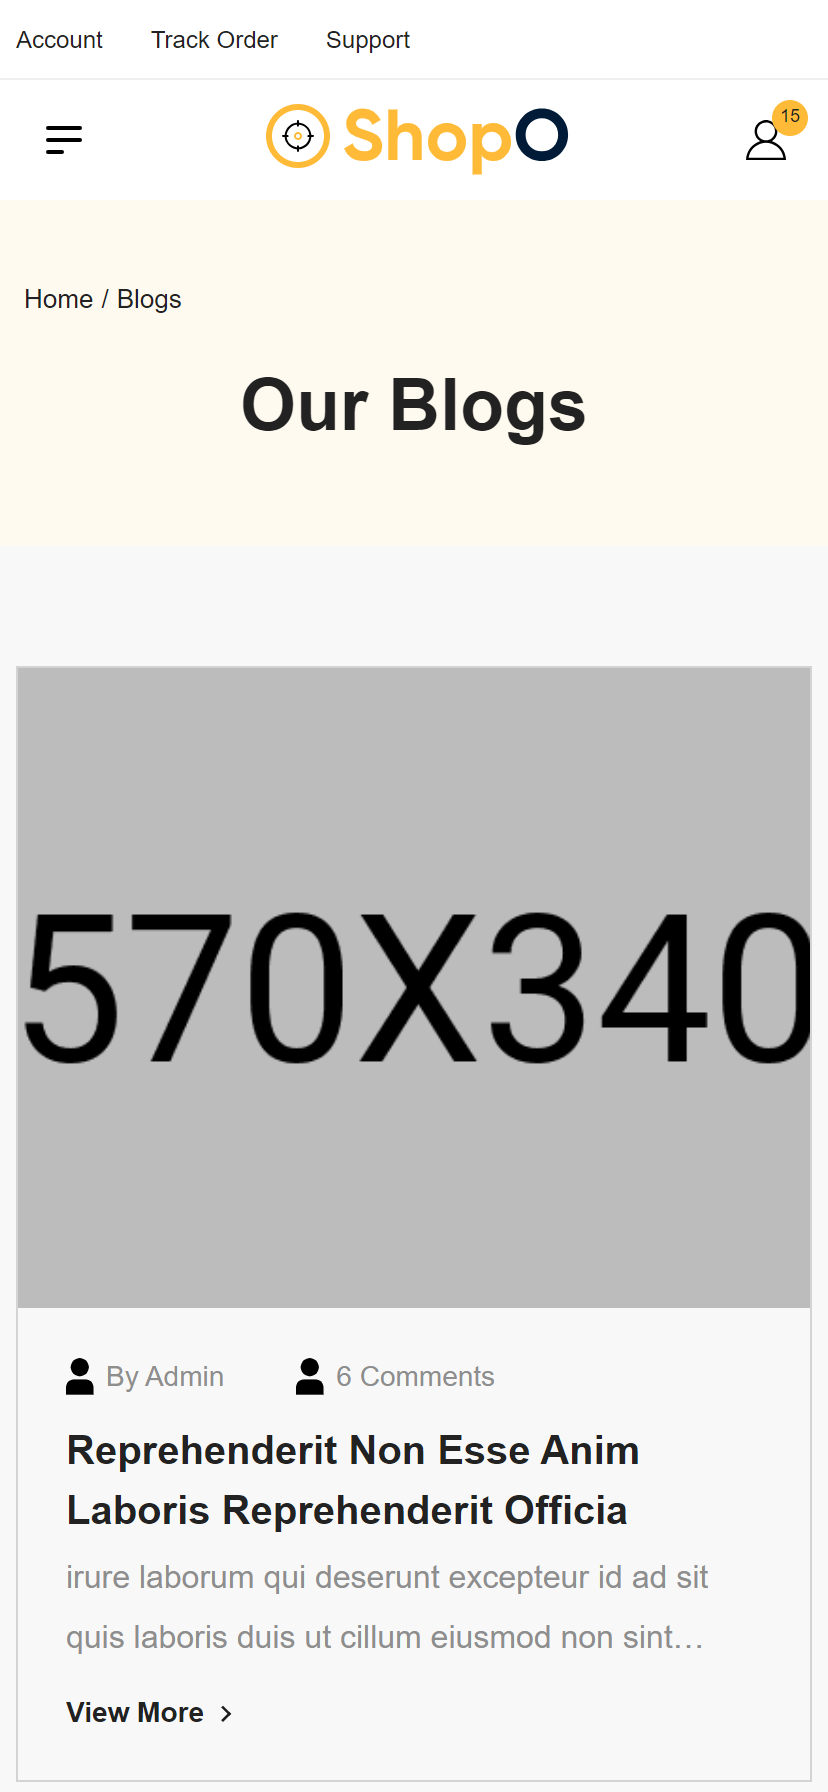 Account Track Order Support
ShopO
15
Home / Blogs
Our Blogs
570X340
By Admin 6 Comments
Reprehenderit Non Esse Anim
Laboris Reprehenderit Officia
irure laborum qui deserunt excepteur id ad sit
quis laboris duis ut cillum eiusmod non sint…
View More